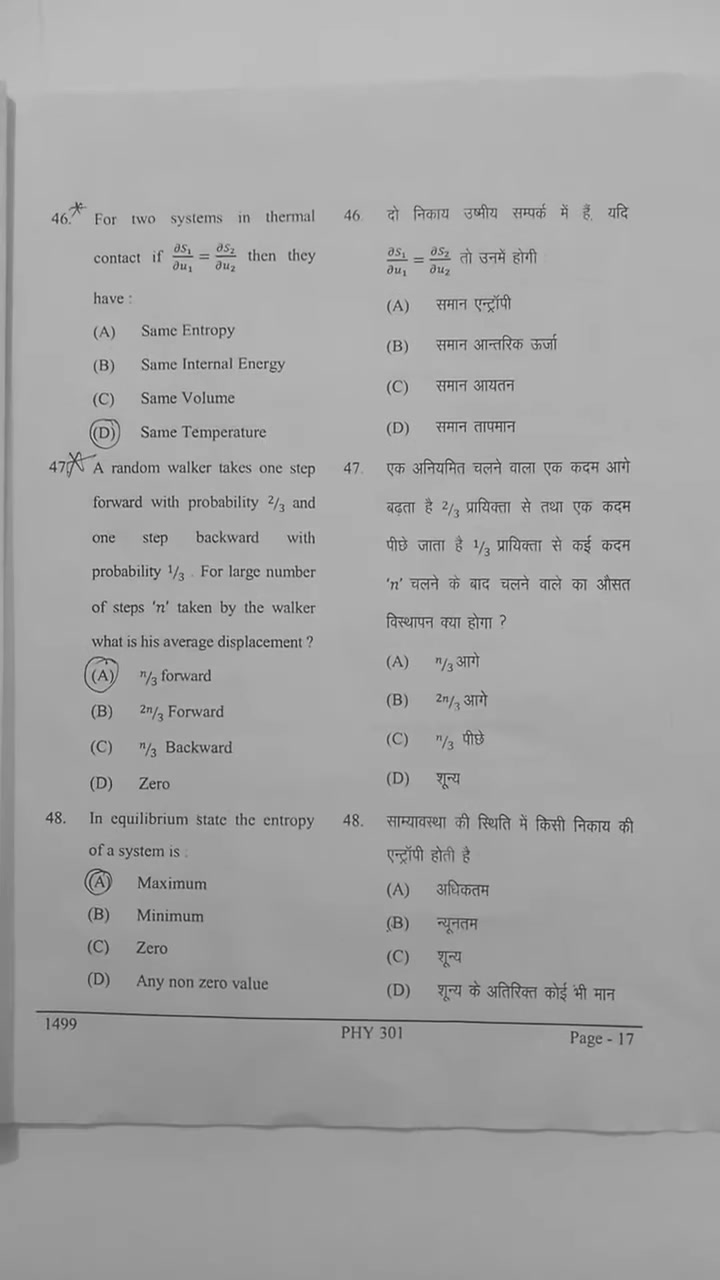 46. For two systems in thermal
contact if ∂S₁/∂u₁ = ∂S₂/∂u₂ then they
have :
(A) Same Entropy
(B) Same Internal Energy
(C) Same Volume
(D) Same Temperature
47. A random walker takes one step
forward with probability 2/3 and
one step backward with
probability 1/3 . For large number
of steps 'n' taken by the walker
what is his average displacement ?
(A) n/3 forward
(B) 2n/3 Forward
(C) n/3 Backward
(D) Zero
48. In equilibrium state the entropy
of a system is :
(A) Maximum
(B) Minimum
(C) Zero
(D) Any non zero value
46. दो निकाय उष्मीय सम्पर्क में हैं, यदि
∂S₁/∂u₁ = ∂S₂/∂u₂ तो उनमें होगी
(A) समान एन्ट्रॉपी
(B) समान आन्तरिक ऊर्जा
(C) समान आयतन
(D) समान तापमान
47. एक अनियमित चलने वाला एक कदम आगे
बढ़ता है 2/3 प्रायिक्ता से तथा एक कदम
पीछे जाता है 1/3 प्रायिक्ता से कई कदम
'n' चलने के बाद चलने वाले का औसत
विस्थापन क्या होगा ?
(A) n/3 आगे
(B) 2n/3 आगे
(C) n/3 पीछे
(D) शून्य
48. साम्यावस्था की स्थिति में किसी निकाय की
एन्ट्रॉपी होती है
(A) अधिकतम
(B) न्यूनतम
(C) शून्य
(D) शून्य के अतिरिक्त कोई भी मान
1499 PHY 301 Page - 17